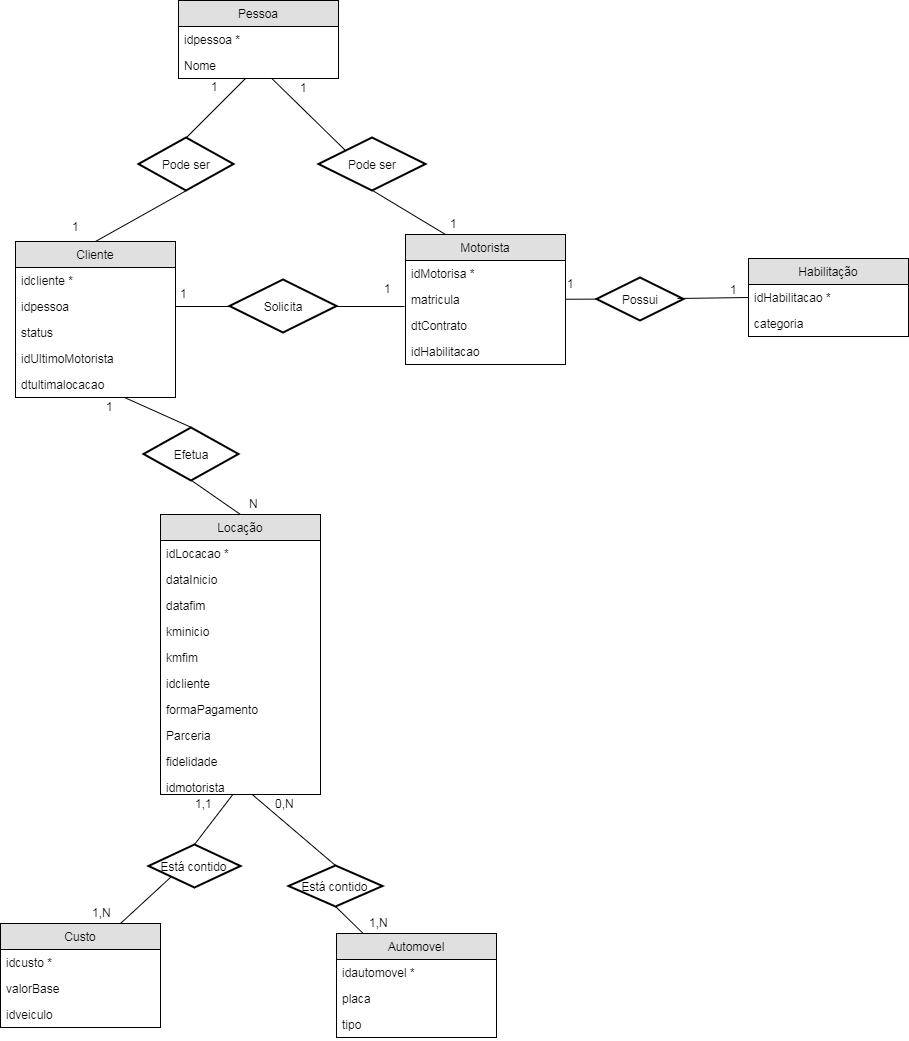 Pessoa
idpessoa *
Nome
1
1
Pode ser
Pode ser
1
1
Cliente
idcliente *
idpessoa
status
idUltimoMotorista
dtultimalocacao
1
Solicita
1
Motorista
idMotorisa *
matricula
dtContrato
idHabilitacao
1
Possui
1
Habilitação
idHabilitacao *
categoria
1
Efetua
N
Locação
idLocacao *
dataInicio
datafim
kminicio
kmfim
idcliente
formaPagamento
Parceria
fidelidade
idmotorista
1,1
0,N
Está contido
Está contido
1,N
1,N
Custo
idcusto *
valorBase
idveiculo
Automovel
idautomovel *
placa
tipo